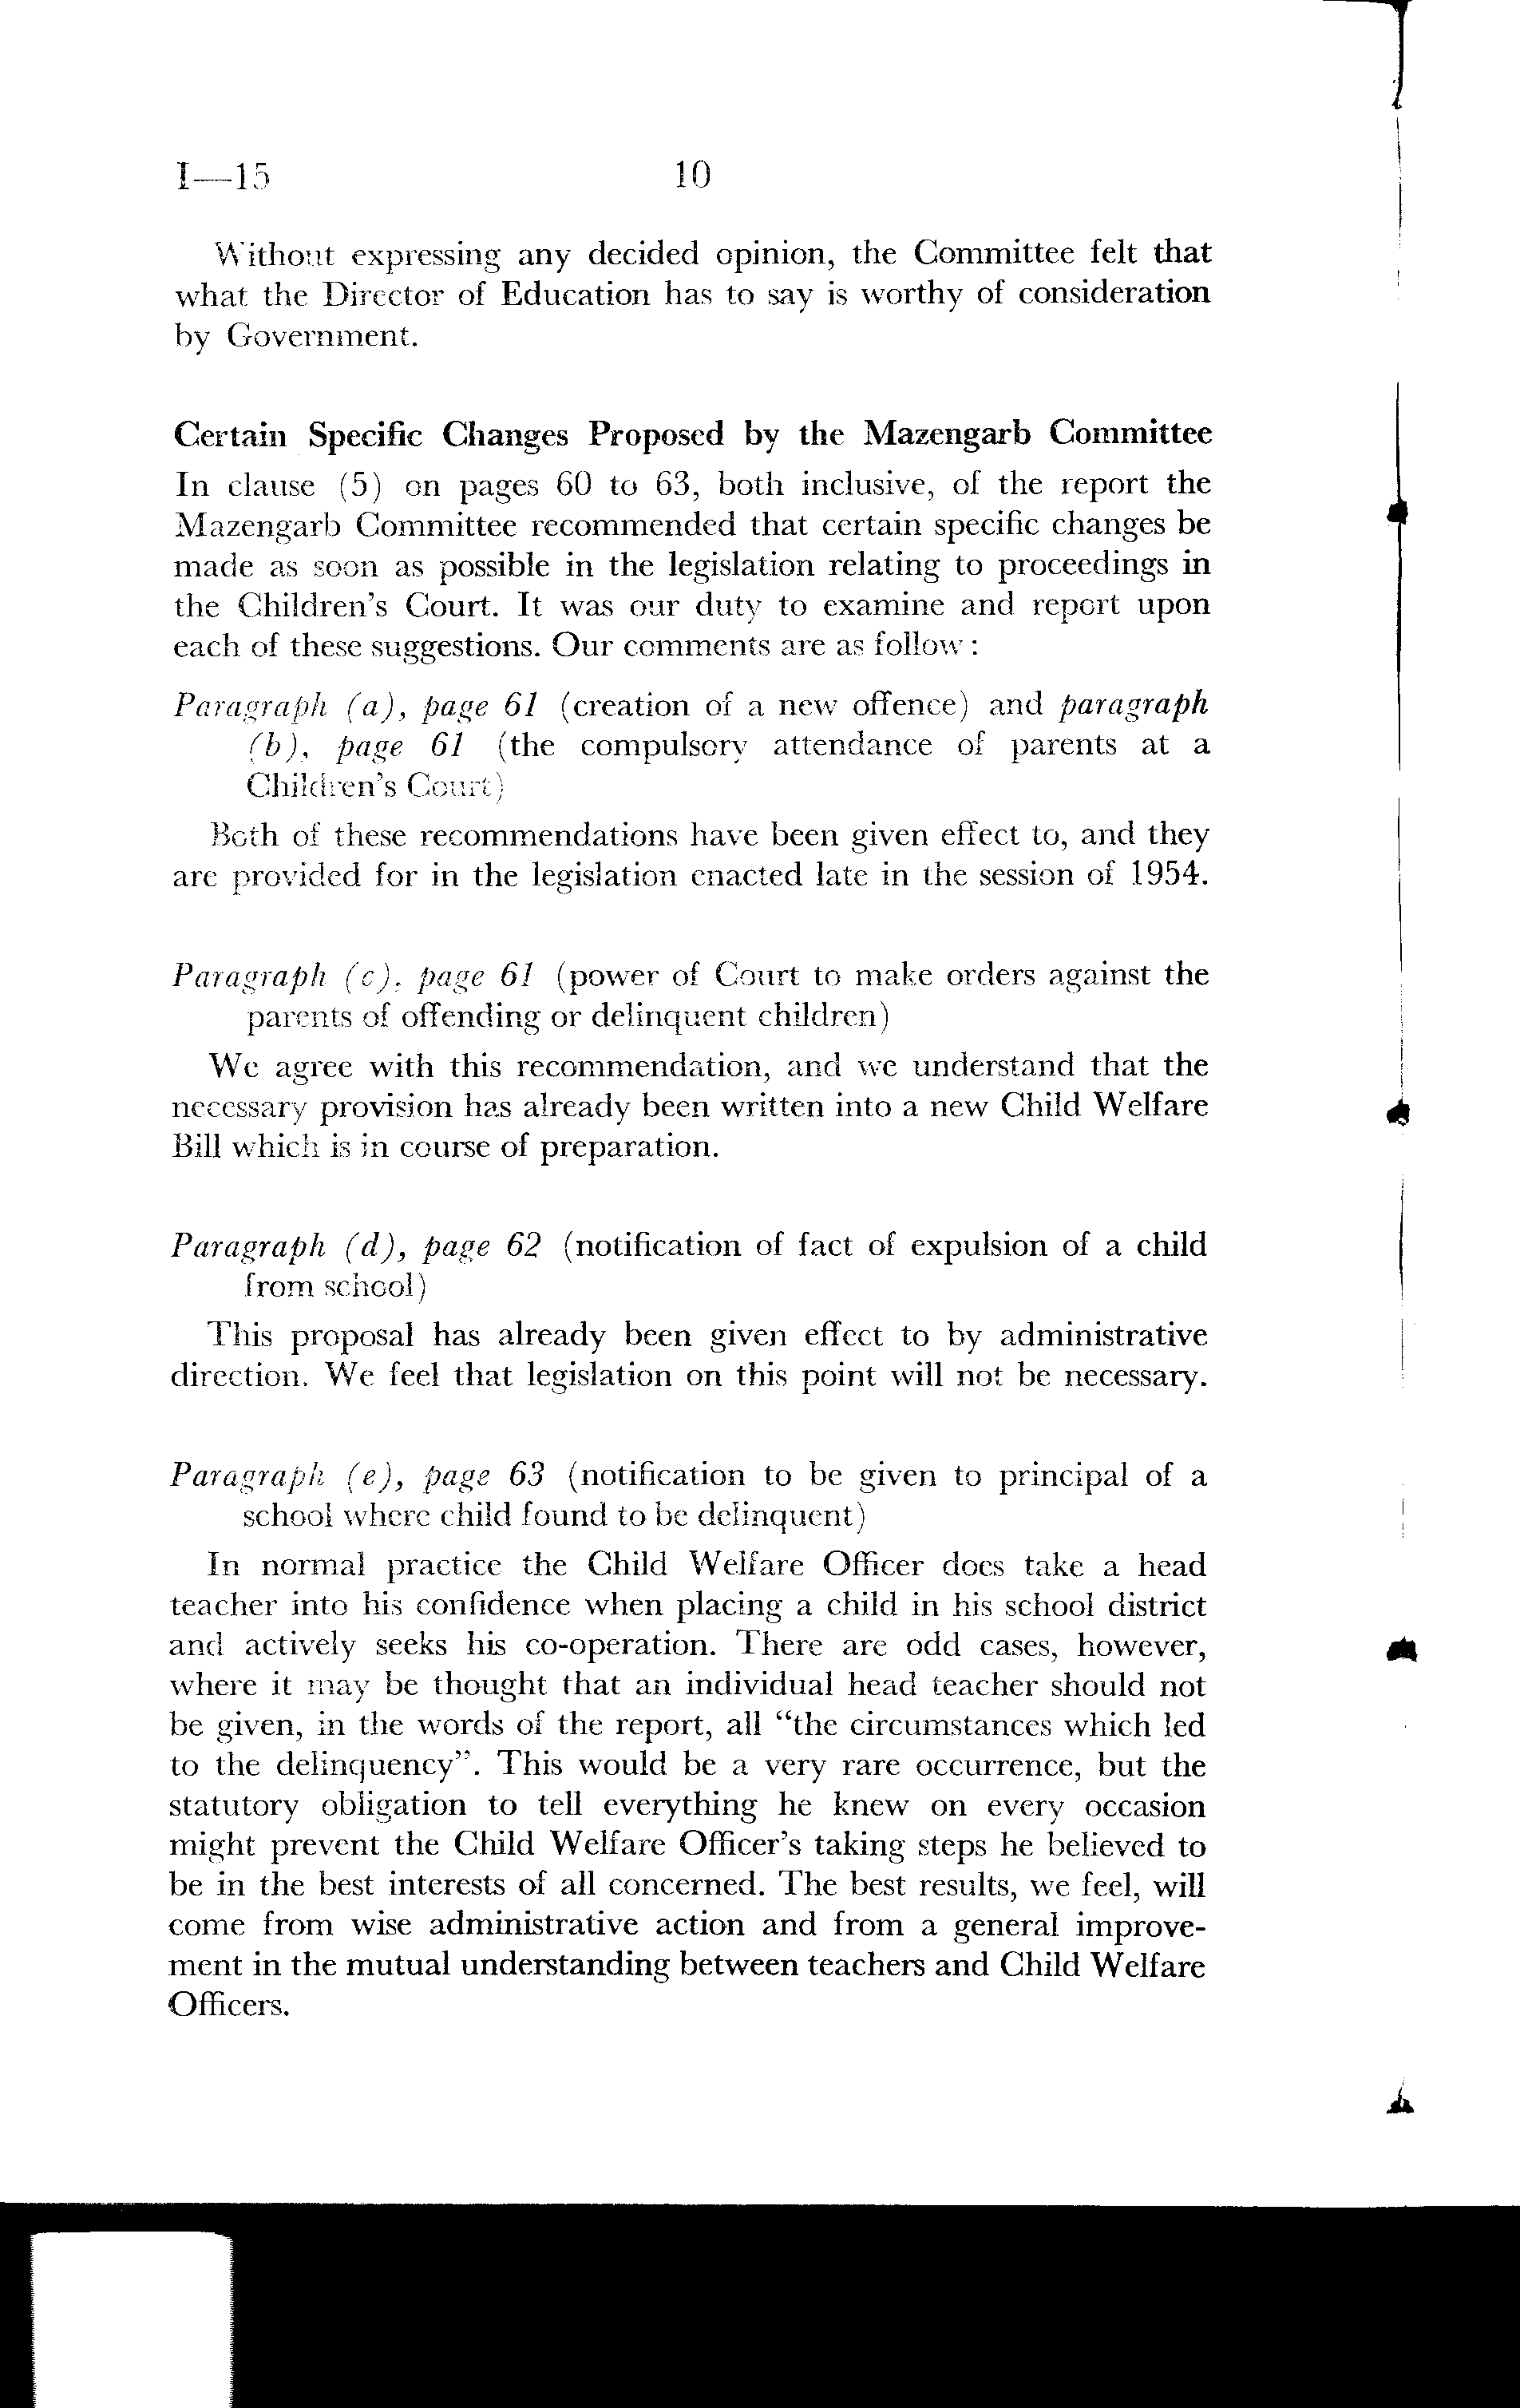 I—15
10
Without expressing any decided opinion, the Committee felt that
what the Director of Education has to say is worthy of consideration
by Government.
Certain Specific Changes Proposed by the Mazengarb Committee
In clause (5) on pages 60 to 63, both inclusive, of the report the
Mazengarb Committee recommended that certain specific changes be
made as soon as possible in the legislation relating to proceedings in
the Children's Court. It was our duty to examine and report upon
each of these suggestions. Our comments are as follow:
Paragraph (a), page 61 (creation of a new offence) and paragraph
(b), page 61 (the compulsory attendance of parents at a
Children's Court)
Both of these recommendations have been given effect to, and they
are provided for in the legislation enacted late in the session of 1954.
Paragraph (c), page 61 (power of Court to make orders against the
parents of offending or delinquent children)
We agree with this recommendation, and we understand that the
necessary provision has already been written into a new Child Welfare
Bill which is in course of preparation.
Paragraph (d), page 62 (notification of fact of expulsion of a child
from school)
This proposal has already been given effect to by administrative
direction. We feel that legislation on this point will not be necessary.
Paragraph (e), page 63 (notification to be given to principal of a
school where child found to be delinquent)
In normal practice the Child Welfare Officer does take a head
teacher into his confidence when placing a child in his school district
and actively seeks his co-operation. There are odd cases, however,
where it may be thought that an individual head teacher should not
be given, in the words of the report, all “the circumstances which led
to the delinquency”. This would be a very rare occurrence, but the
statutory obligation to tell everything he knew on every occasion
might prevent the Child Welfare Officer's taking steps he believed to
be in the best interests of all concerned. The best results, we feel, will
come from wise administrative action and from a general improve-
ment in the mutual understanding between teachers and Child Welfare
Officers.